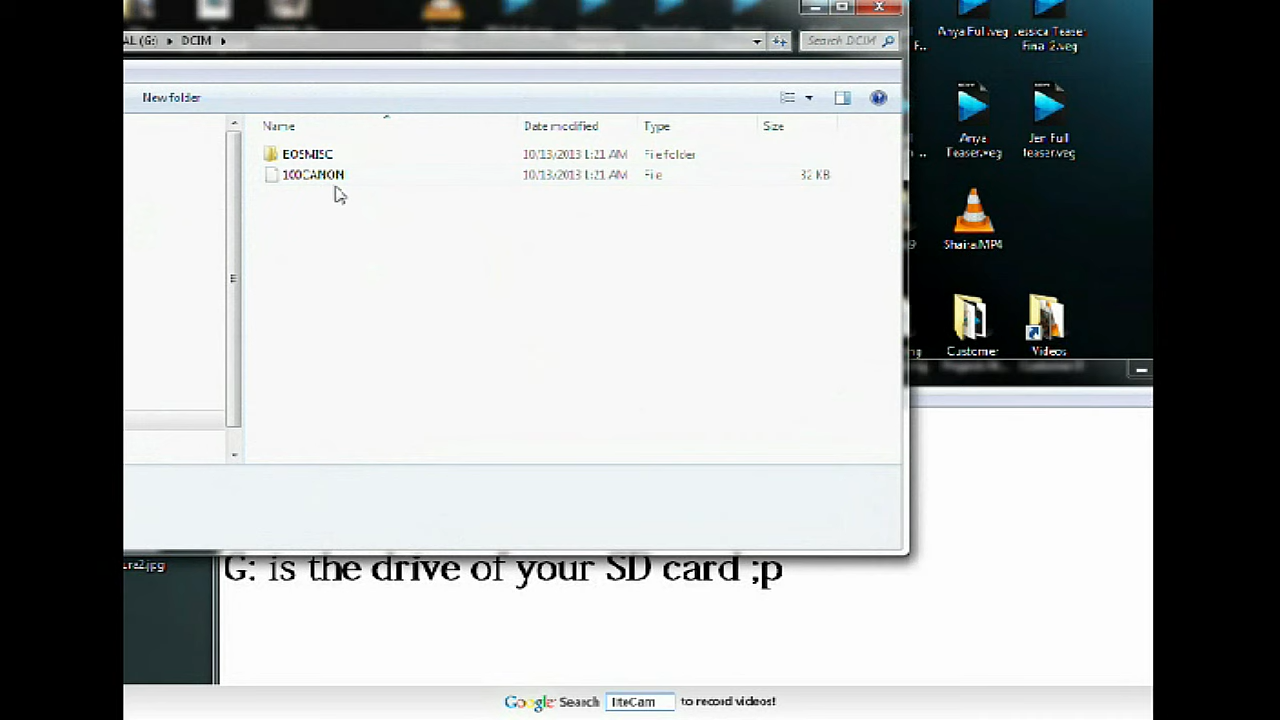 Anya Full.veg
Jessica Teaser Final 2.veg
AL (G:) ▸ DCIM ▸
Search DCIM
New folder
Name
Date modified
Type
Size
EOSMISC
10/13/2013 1:21 AM
File folder
100CANON
10/13/2013 1:21 AM
File
32 KB
Anya Teaser.veg
Jen Full Teaser.veg
Shaira.MP4
Customer
Videos
G: is the drive of your SD card ;p
Google Search liteCam to record videos!